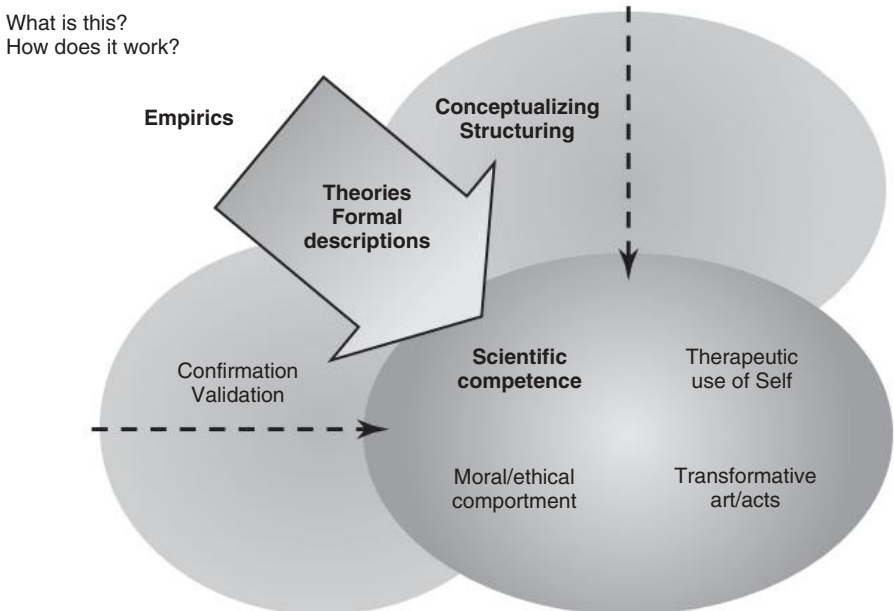 What is this?
How does it work?
Empirics
Conceptualizing
Structuring
Theories
Formal
descriptions
Confirmation
Validation
Scientific
competence
Therapeutic
use of Self
Moral/ethical
comportment
Transformative
art/acts